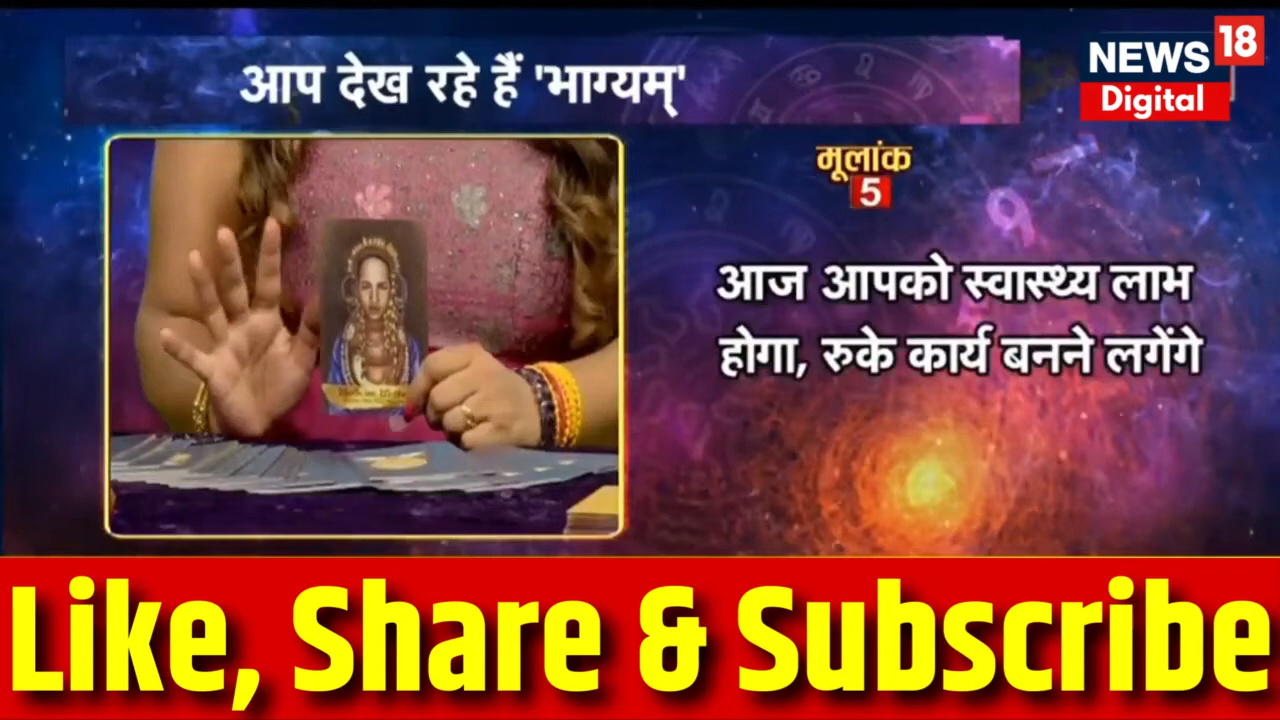 आप देख रहे हैं 'भाग्यम्'
NEWS 18
Digital
मूलांक
5
आज आपको स्वास्थ्य लाभ
होगा, रुके कार्य बनने लगेंगे
Like, Share & Subscribe